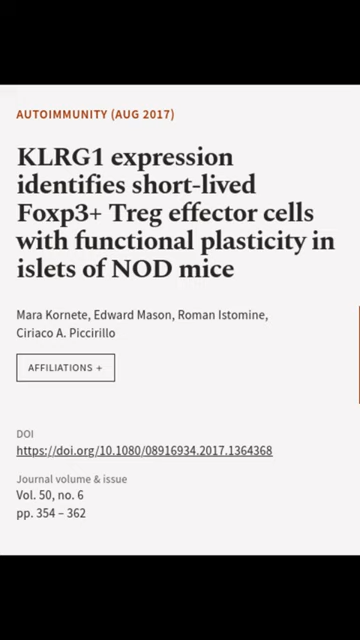 AUTOIMMUNITY (AUG 2017)
KLRG1 expression
identifies short-lived
Foxp3+ Treg effector cells
with functional plasticity in
islets of NOD mice
Mara Kornete, Edward Mason, Roman Istomine,
Ciriaco A. Piccirillo
AFFILIATIONS +
DOI
https://doi.org/10.1080/08916934.2017.1364368
Journal volume & issue
Vol. 50, no. 6
pp. 354 – 362